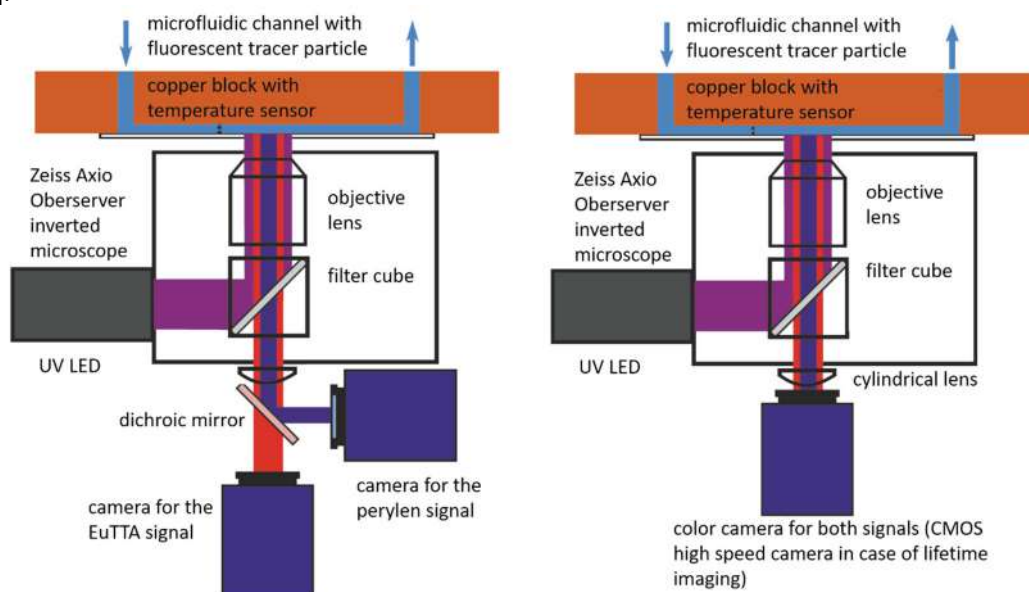 microfluidic channel with
fluorescent tracer particle
copper block with
temperature sensor
Zeiss Axio
Oberserver
inverted
microscope
objective
lens
filter cube
UV LED
dichroic mirror
camera for the
EuTTA signal
camera for the
perylen signal
microfluidic channel with
fluorescent tracer particle
copper block with
temperature sensor
Zeiss Axio
Oberserver
inverted
microscope
objective
lens
filter cube
UV LED
cylindrical lens
color camera for both signals (CMOS
high speed camera in case of lifetime
imaging)